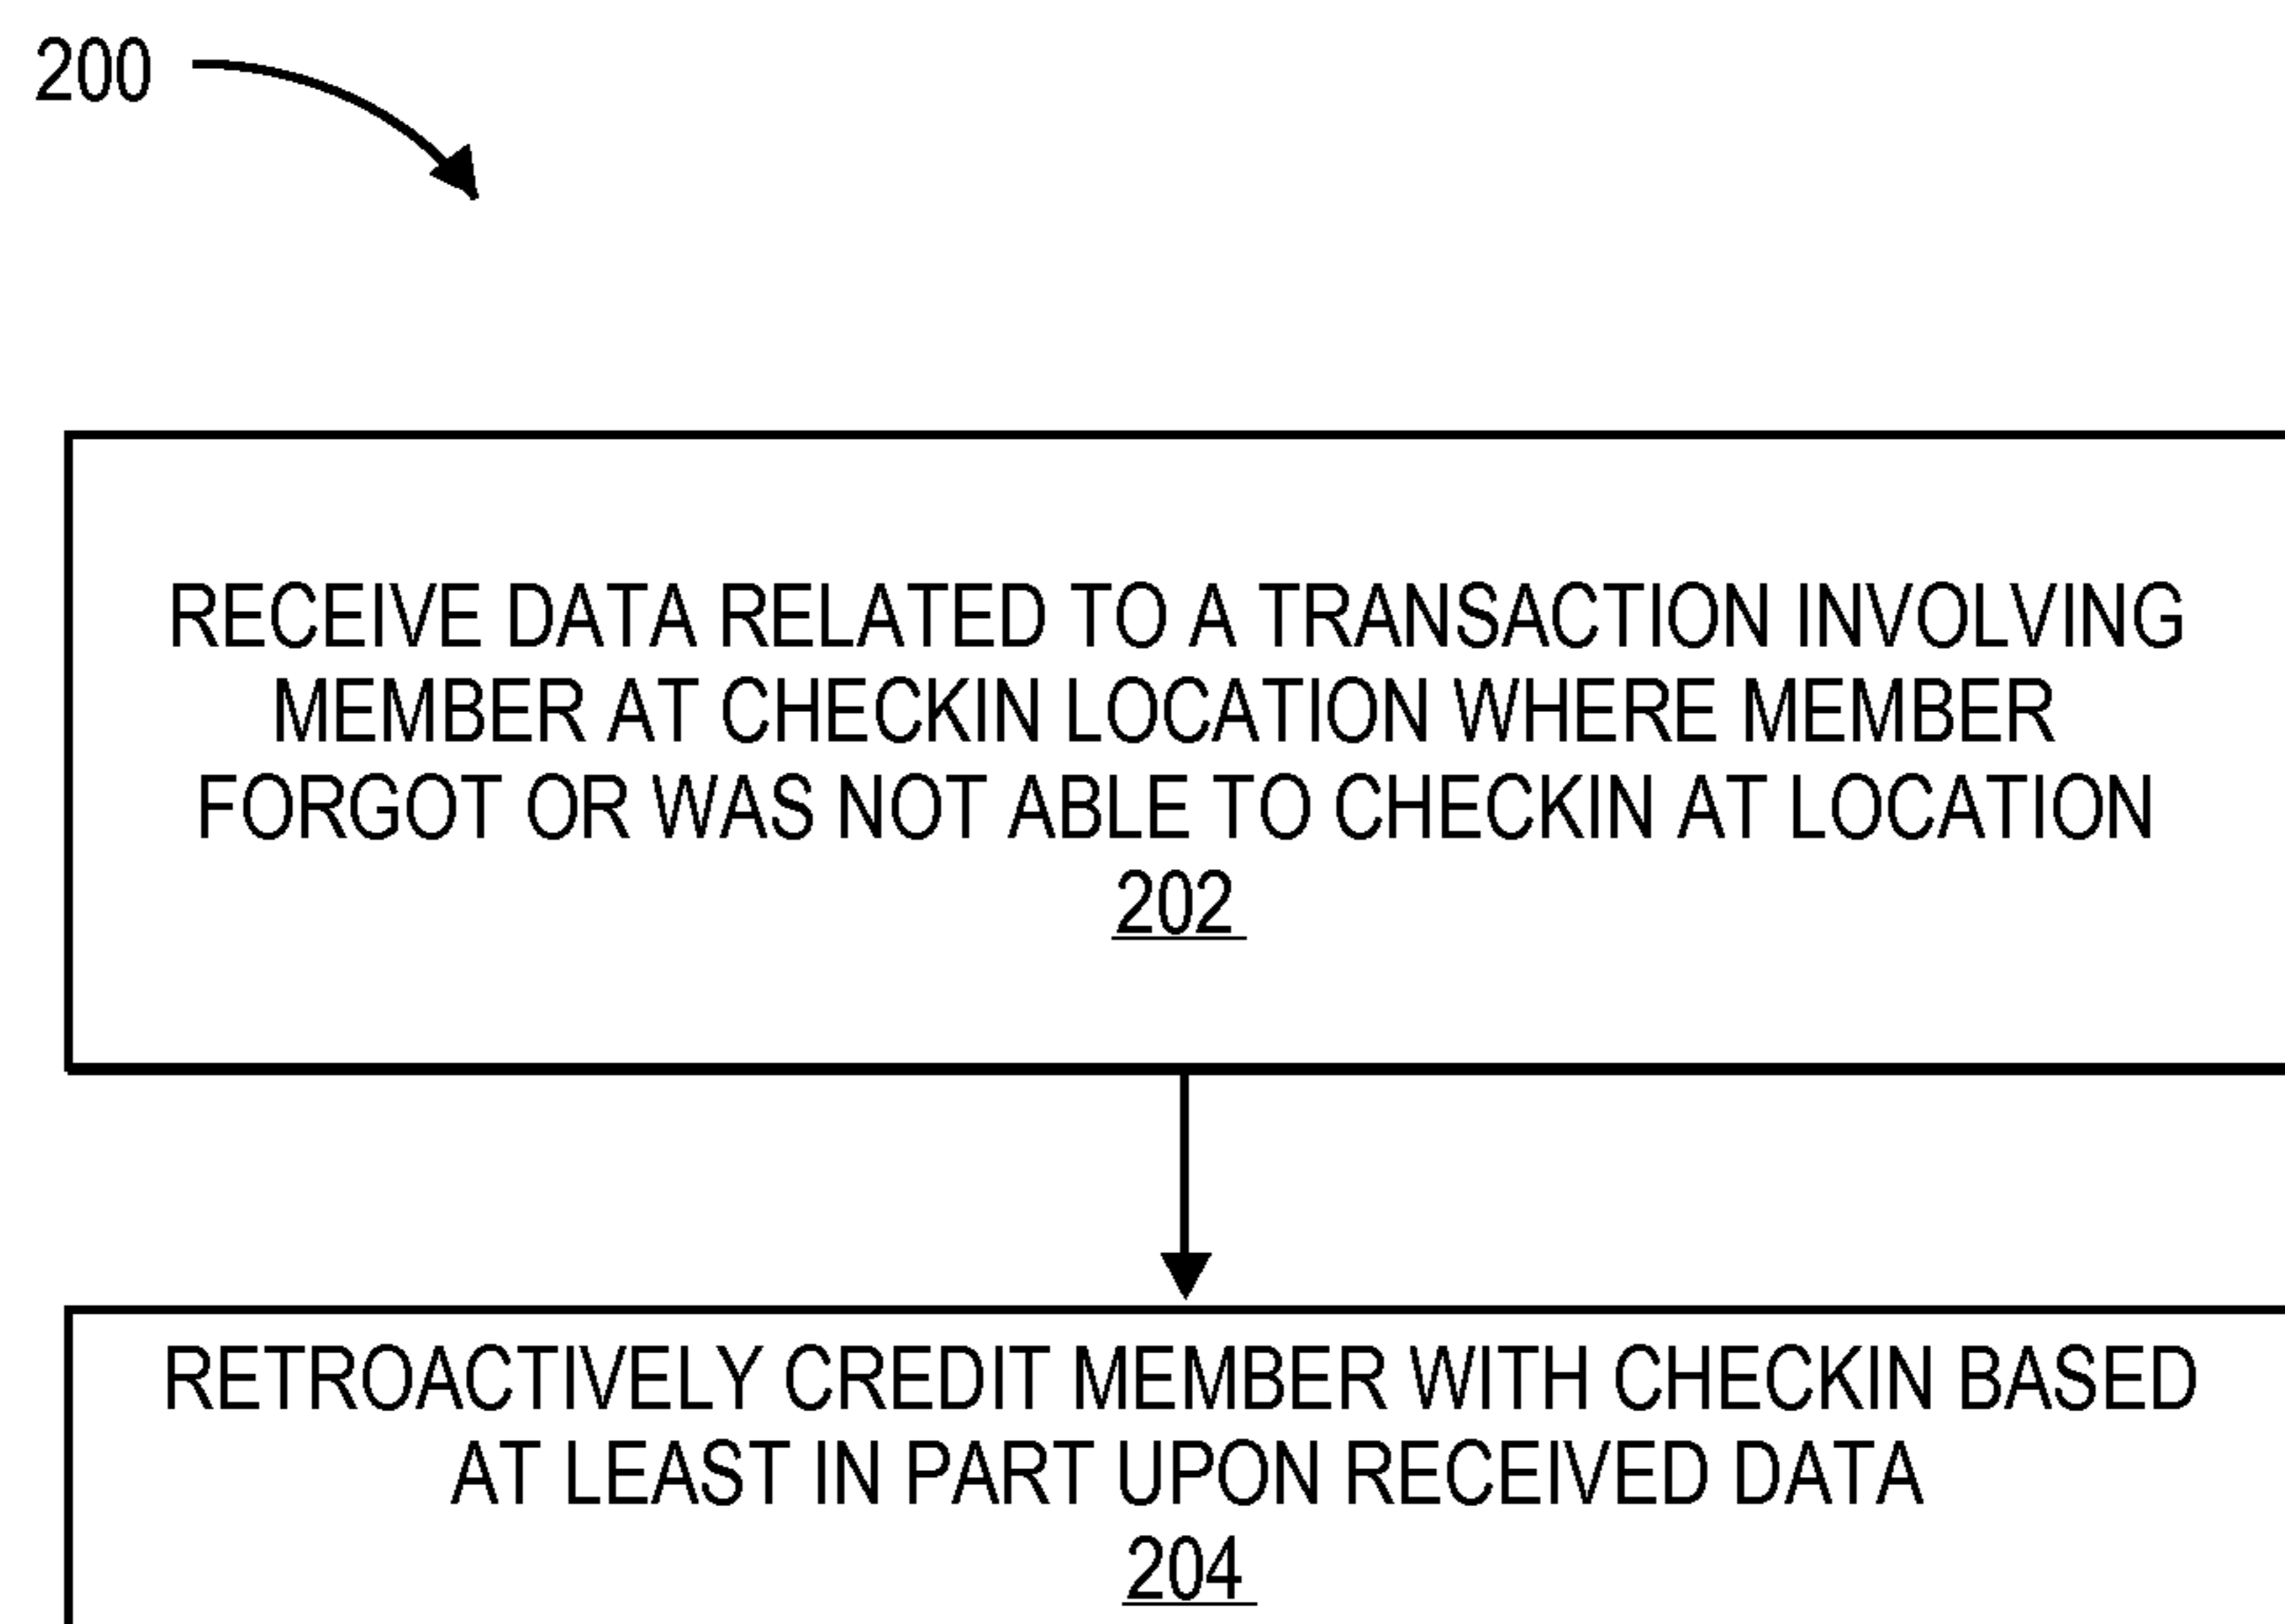 200
RECEIVE DATA RELATED TO A TRANSACTION INVOLVING
MEMBER AT CHECKIN LOCATION WHERE MEMBER
FORGOT OR WAS NOT ABLE TO CHECKIN AT LOCATION
202
RETROACTIVELY CREDIT MEMBER WITH CHECKIN BASED
AT LEAST IN PART UPON RECEIVED DATA
204